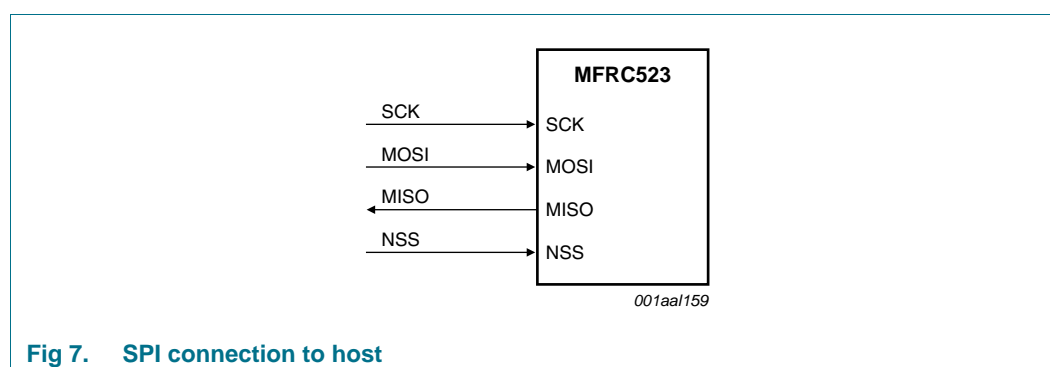 MFRC523
SCK
SCK
MOSI
MOSI
MISO
MISO
NSS
NSS
001aal159
Fig 7. SPI connection to host